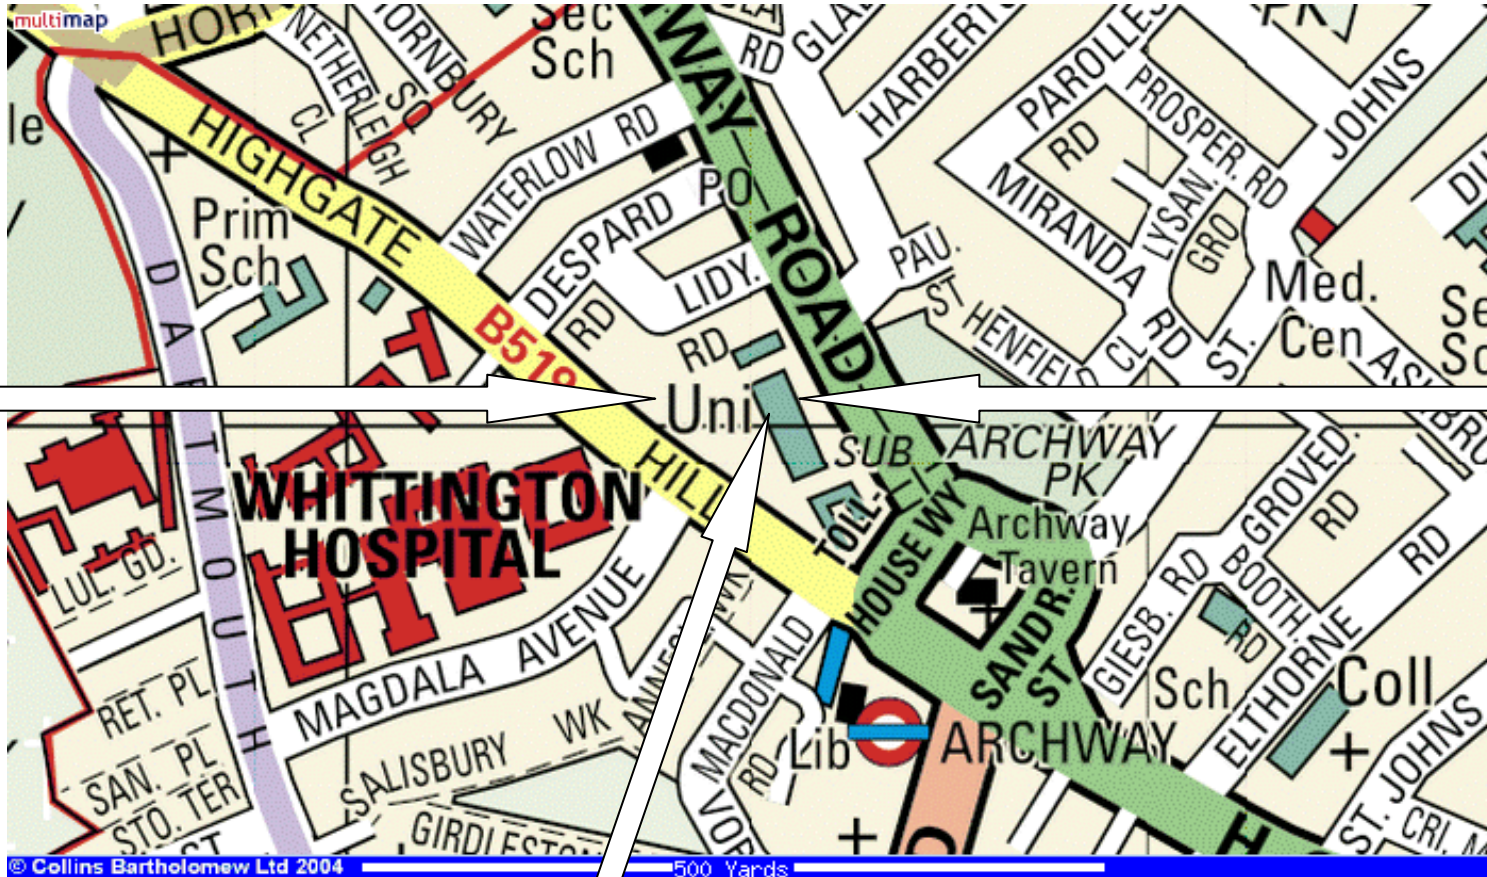 multimap
HORN
NETHERLEIGH
CL
THORNBURY
SQ
Sec
Sch
RD
HARBERT
PAROLLES
RD
PROSPER. RD
JOHNS
PK
HIGHGATE
WATERLOW RD
PO
ARCHWAY ROAD
MIRANDA
RD
LYSAN.
GRO
Prim
Sch
DESPARD
RD
LIDY.
RD
PAU.
ST HENFIELD
CL
ST.
Med.
Cen
B519
Uni
HILL
SUB
ARCHWAY
PK
DARTMOUTH
WHITTINGTON
HOSPITAL
TOLL-
HOUSE WY
Archway
Tavern
SANDR.
ST
GROVED.
RD
BOOTH.
RD
RD
GIESB. RD
ELTHORNE
Sch
Coll
LUL. GD.
MAGDALA AVENUE
RET. PL
SAN. PL
STO. TER
SALISBURY WK
MACDONALD
RD
Lib
ARCHWAY
ST. JOHNS
CRI. M
GIRDLESTO
VOR
© Collins Bartholomew Ltd 2004
500 Yards